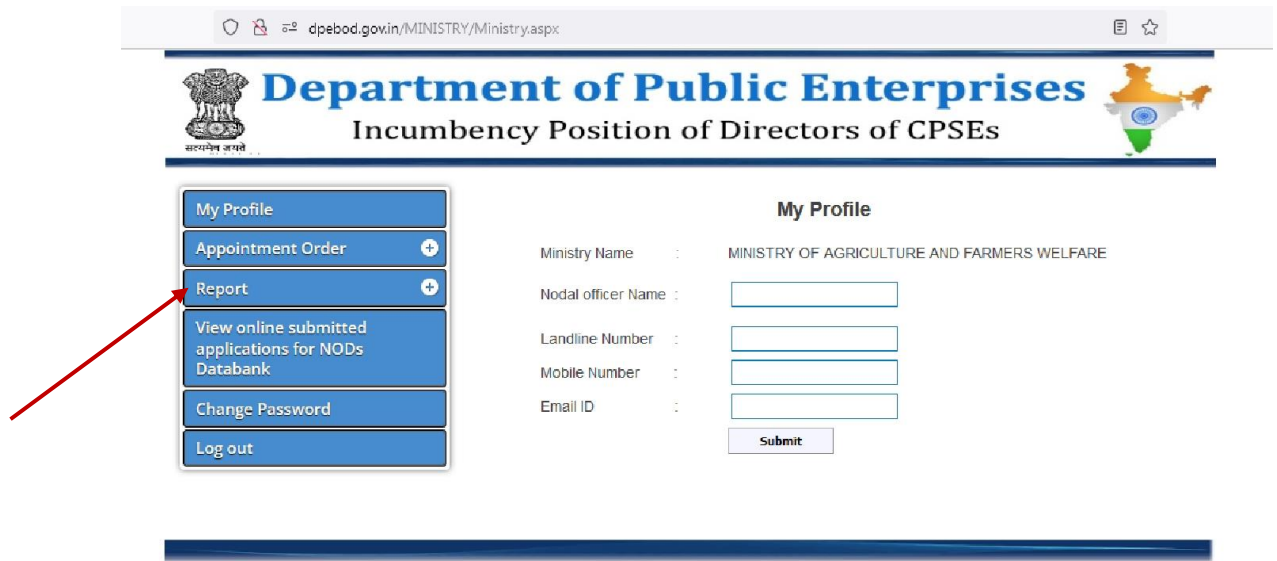 dpebod.gov.in/MINISTRY/Ministry.aspx
Department of Public Enterprises
Incumbency Position of Directors of CPSEs
सत्यमेव जयते
My Profile
Appointment Order
Report
View online submitted
applications for NODs
Databank
Change Password
Log out
My Profile
Ministry Name : MINISTRY OF AGRICULTURE AND FARMERS WELFARE
Nodal officer Name :
Landline Number :
Mobile Number :
Email ID :
Submit